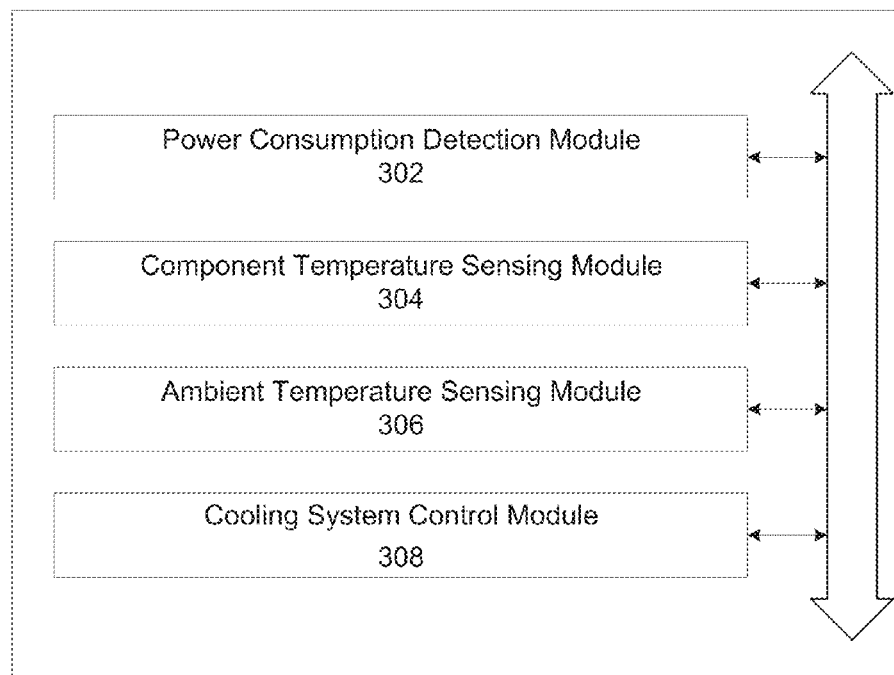 Power Consumption Detection Module
302
Component Temperature Sensing Module
304
Ambient Temperature Sensing Module
306
Cooling System Control Module
308